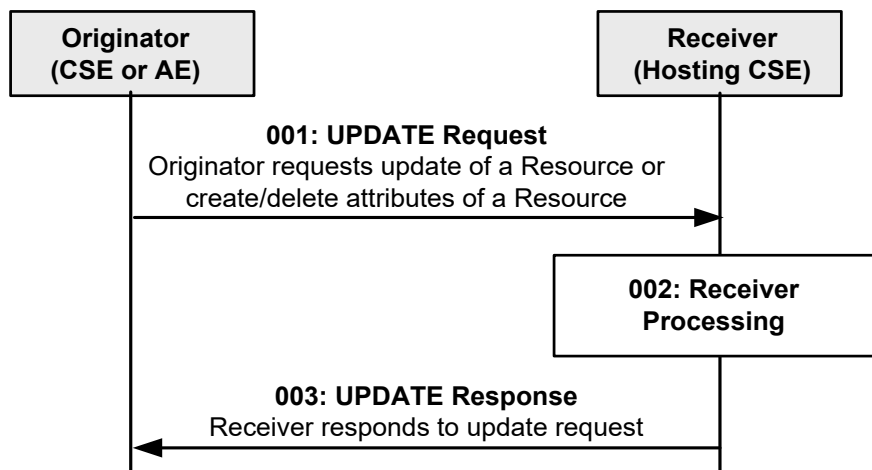 Originator
(CSE or AE)
Receiver
(Hosting CSE)
001: UPDATE Request
Originator requests update of a Resource or
create/delete attributes of a Resource
002: Receiver
Processing
003: UPDATE Response
Receiver responds to update request